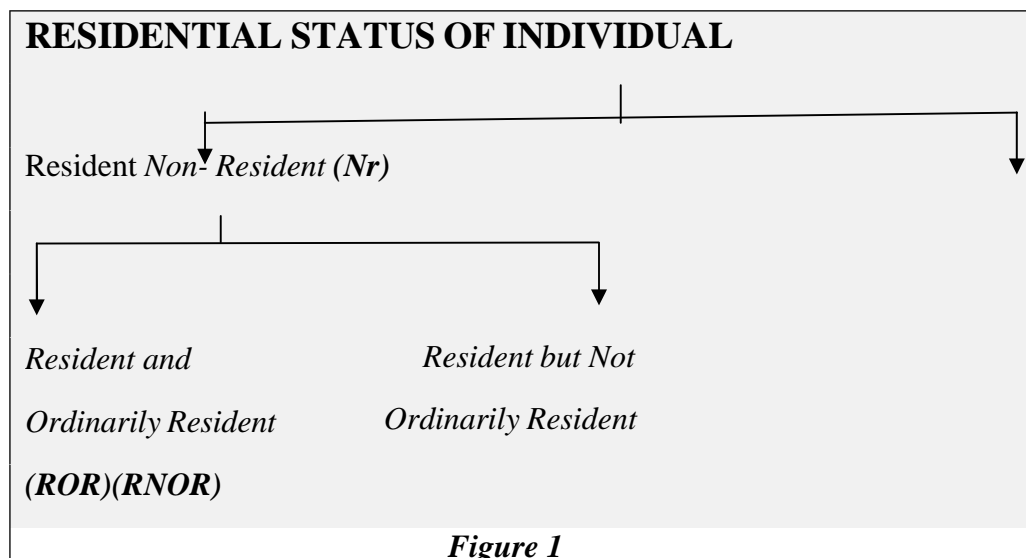 RESIDENTIAL STATUS OF INDIVIDUAL
Resident Non- Resident (Nr)
Resident and Resident but Not
Ordinarily Resident Ordinarily Resident
(ROR)(RNOR)
Figure 1